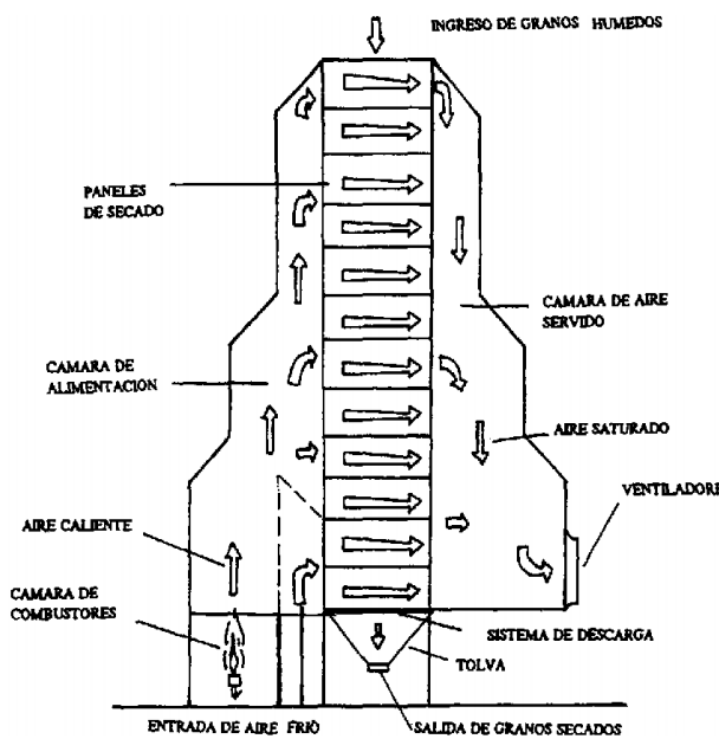 INGRESO DE GRANOS HUMEDOS
PANELES
DE SECADO
CAMARA DE AIRE
SERVIDO
CAMARA DE
ALIMENTACION
AIRE SATURADO
VENTILADORE
AIRE CALIENTE
CAMARA DE
COMBUSTORES
SISTEMA DE DESCARGA
TOLVA
ENTRADA DE AIRE FRIO
SALIDA DE GRANOS SECADOS